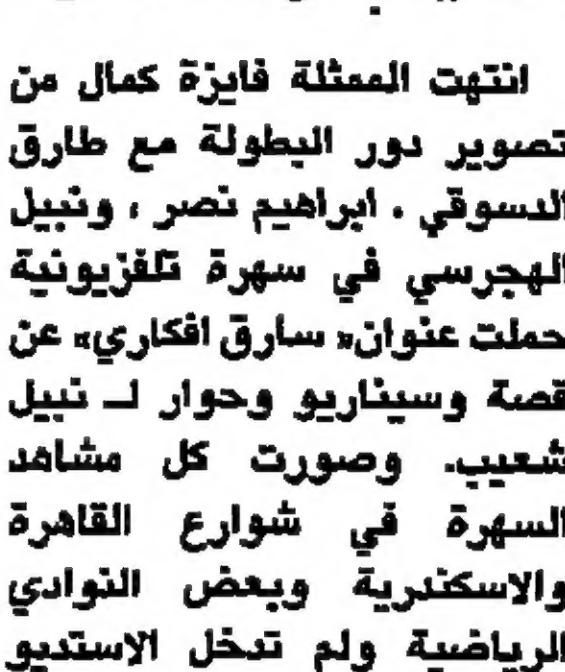 انتهت الممثلة فايزة كمال من
تصوير دور البطولة مع طارق
الدسوقي ، ابراهيم نصر ، ونبيل
الهجرسي في سهرة تلفزيونية
حملت عنوان« سارق افكاري» عن
قصة وسيناريو وحوار لــ نبيل
شعيب. وصورت كل مشاهد
السهرة في شوارع القاهرة
والاسكندرية وبعض النوادي
الرياضية ولم تدخل الاستديو